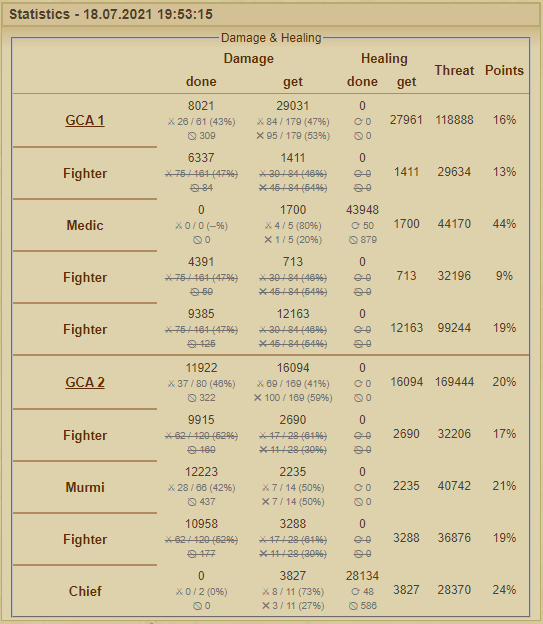 Statistics - 18.07.2021 19:53:15
Damage & Healing
Damage Healing Threat Points
done get done get
GCA 1 8021 29031 0 27961 118888 16%
26 / 61 (43%) 84 / 179 (47%) 0
309 95 / 179 (53%) 0
Fighter 6337 1411 0 1411 29634 13%
75 / 161 (47%) 30 / 84 (46%) 0
84 45 / 84 (54%) 0
Medic 0 1700 43948 1700 44170 44%
0 / 0 (--%) 4 / 5 (80%) 50
0 1 / 5 (20%) 879
Fighter 4391 713 0 713 32196 9%
75 / 161 (47%) 30 / 84 (46%) 0
50 45 / 84 (54%) 0
Fighter 9385 12163 0 12163 99244 19%
75 / 161 (47%) 30 / 84 (46%) 0
125 45 / 84 (54%) 0
GCA 2 11922 16094 0 16094 169444 20%
37 / 80 (46%) 69 / 169 (41%) 0
322 100 / 169 (59%) 0
Fighter 9915 2690 0 2690 32206 17%
62 / 120 (52%) 17 / 28 (61%) 0
160 11 / 28 (39%) 0
Murmi 12223 2235 0 2235 40742 21%
28 / 66 (42%) 7 / 14 (50%) 0
437 7 / 14 (50%) 0
Fighter 10958 3288 0 3288 36876 19%
62 / 120 (52%) 17 / 28 (61%) 0
177 11 / 28 (39%) 0
Chief 0 3827 28134 3827 28370 24%
0 / 2 (0%) 8 / 11 (73%) 48
0 3 / 11 (27%) 586